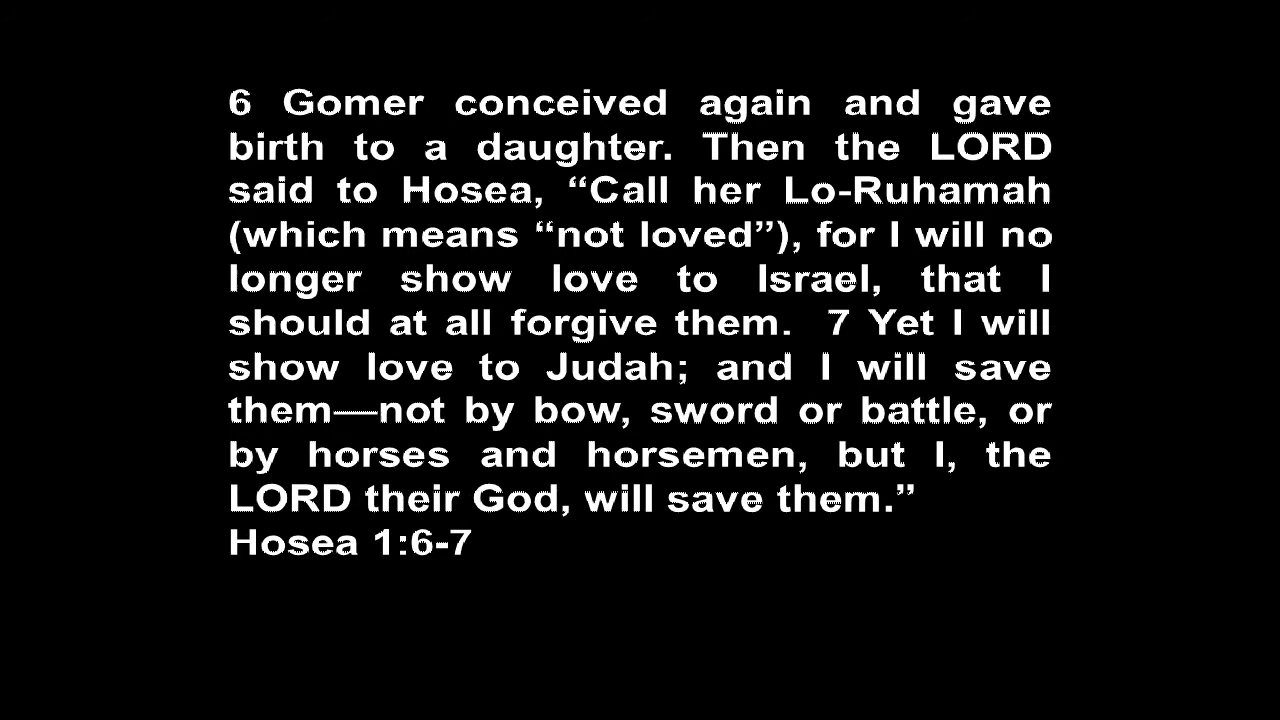 6 Gomer conceived again and gave
birth to a daughter. Then the LORD
said to Hosea, “Call her Lo-Ruhamah
(which means “not loved”), for I will no
longer show love to Israel, that I
should at all forgive them.  7 Yet I will
show love to Judah; and I will save
them—not by bow, sword or battle, or
by horses and horsemen, but I, the
LORD their God, will save them.”
Hosea 1:6-7